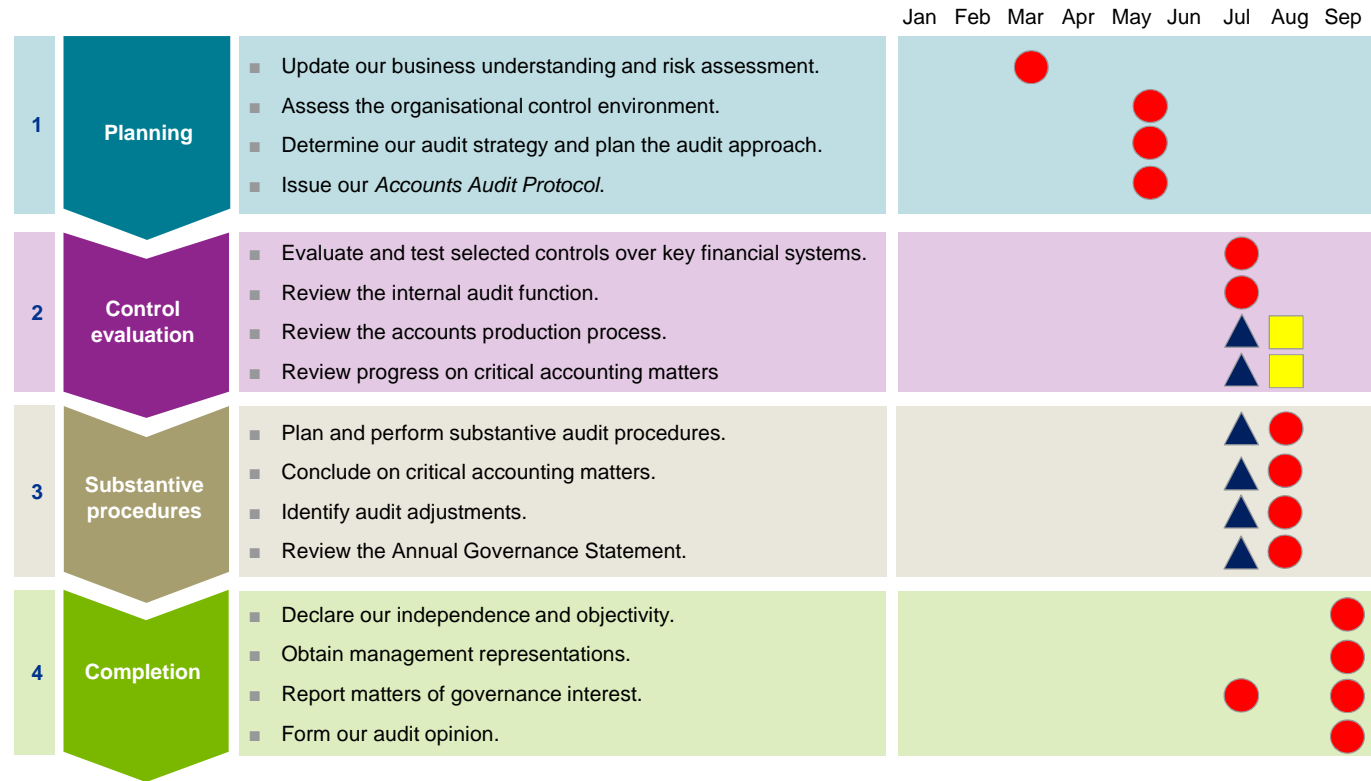 Jan Feb Mar Apr May Jun Jul Aug Sep
1
Planning
■ Update our business understanding and risk assessment.
■ Assess the organisational control environment.
■ Determine our audit strategy and plan the audit approach.
■ Issue our Accounts Audit Protocol.
2
Control
evaluation
■ Evaluate and test selected controls over key financial systems.
■ Review the internal audit function.
■ Review the accounts production process.
■ Review progress on critical accounting matters
3
Substantive
procedures
■ Plan and perform substantive audit procedures.
■ Conclude on critical accounting matters.
■ Identify audit adjustments.
■ Review the Annual Governance Statement.
4
Completion
■ Declare our independence and objectivity.
■ Obtain management representations.
■ Report matters of governance interest.
■ Form our audit opinion.